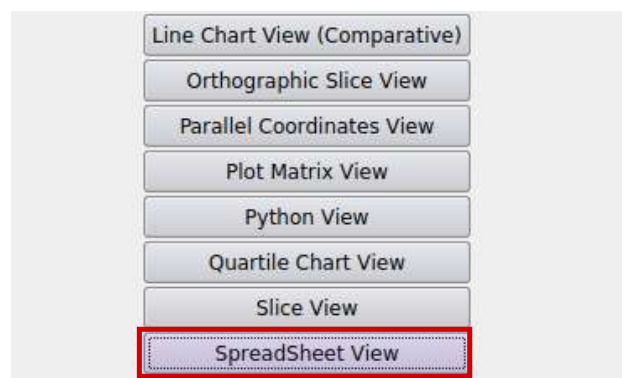 Line Chart View (Comparative)
Orthographic Slice View
Parallel Coordinates View
Plot Matrix View
Python View
Quartile Chart View
Slice View
SpreadSheet View